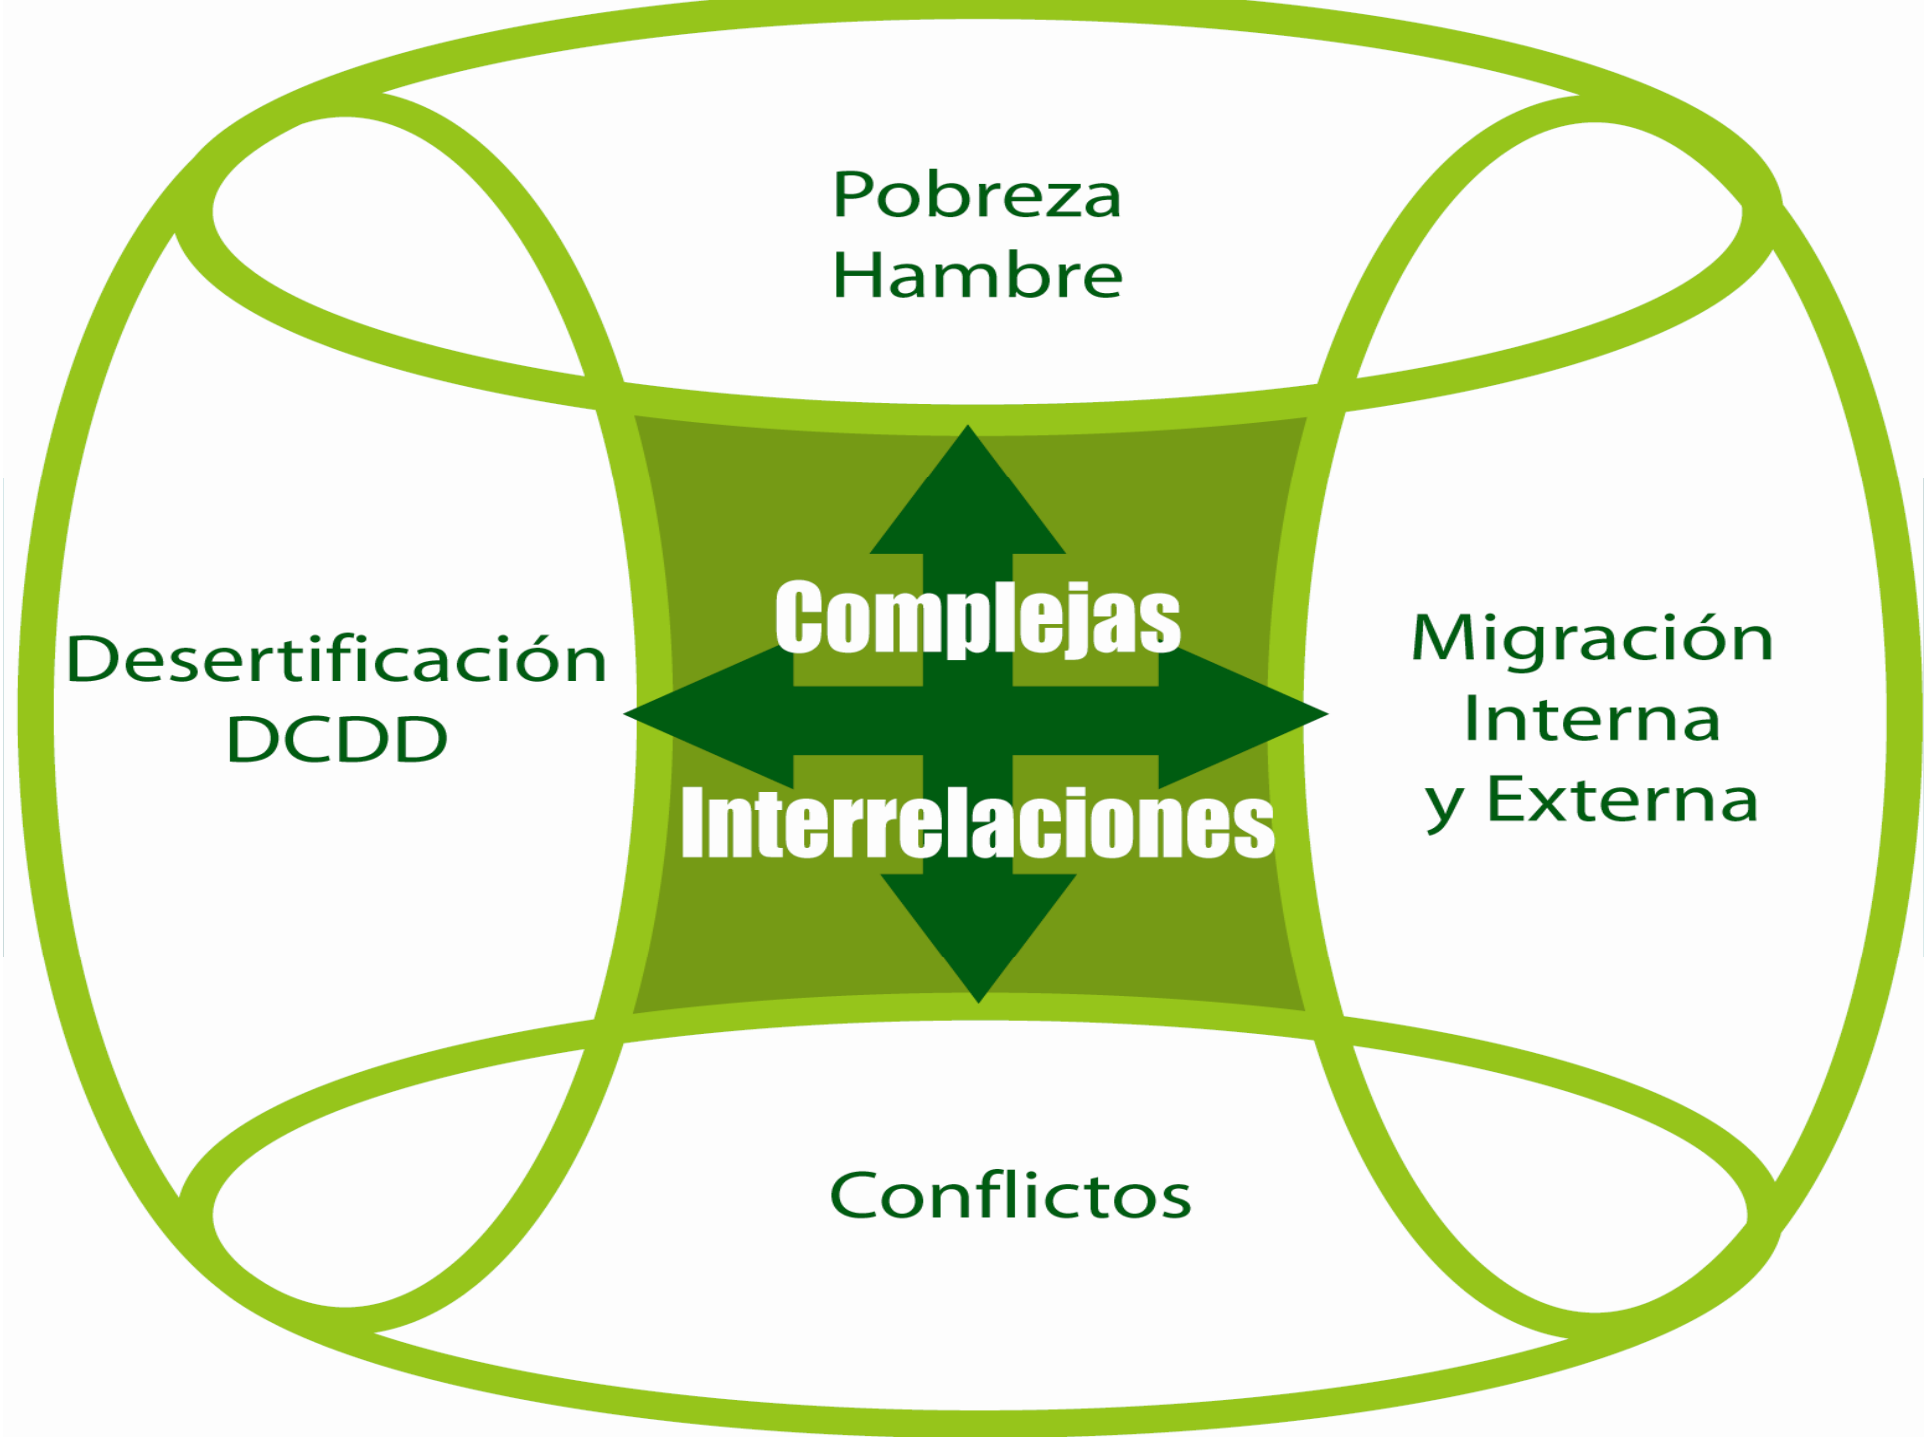 Pobreza
Hambre
Desertificación
DCDD
Complejas
Interrelaciones
Migración
Interna
y Externa
Conflictos